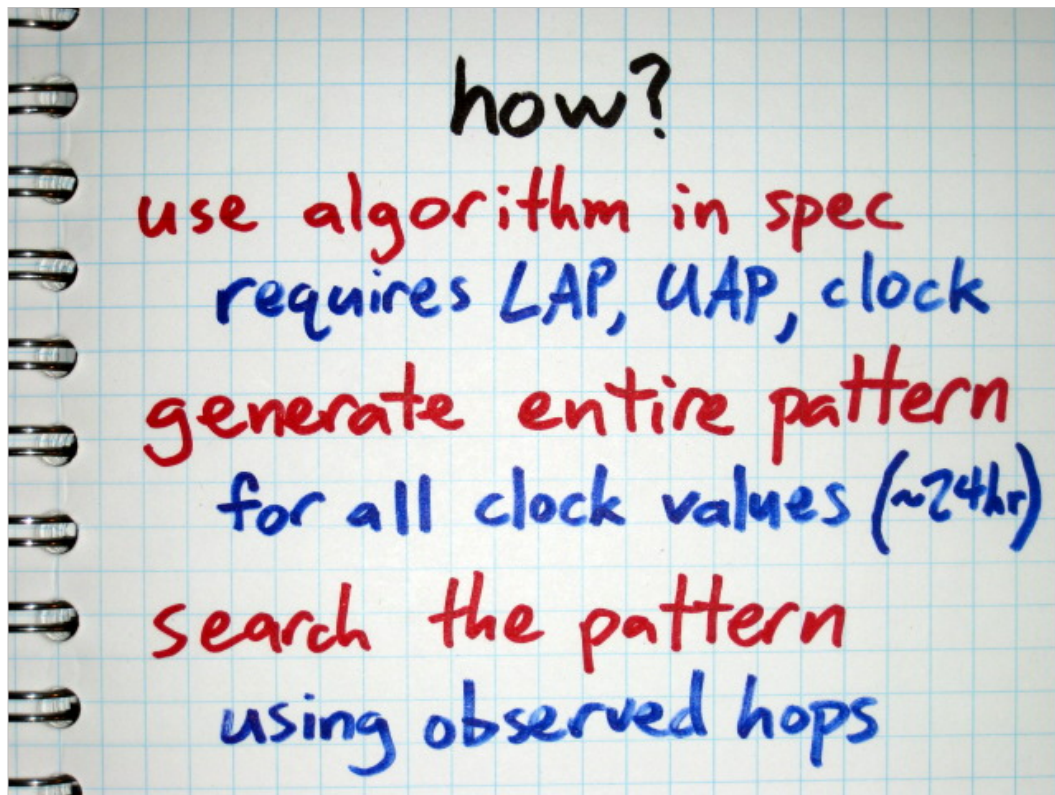 how?
use algorithm in spec
requires LAP, UAP, clock
generate entire pattern
for all clock values (~24hr)
search the pattern
using observed hops